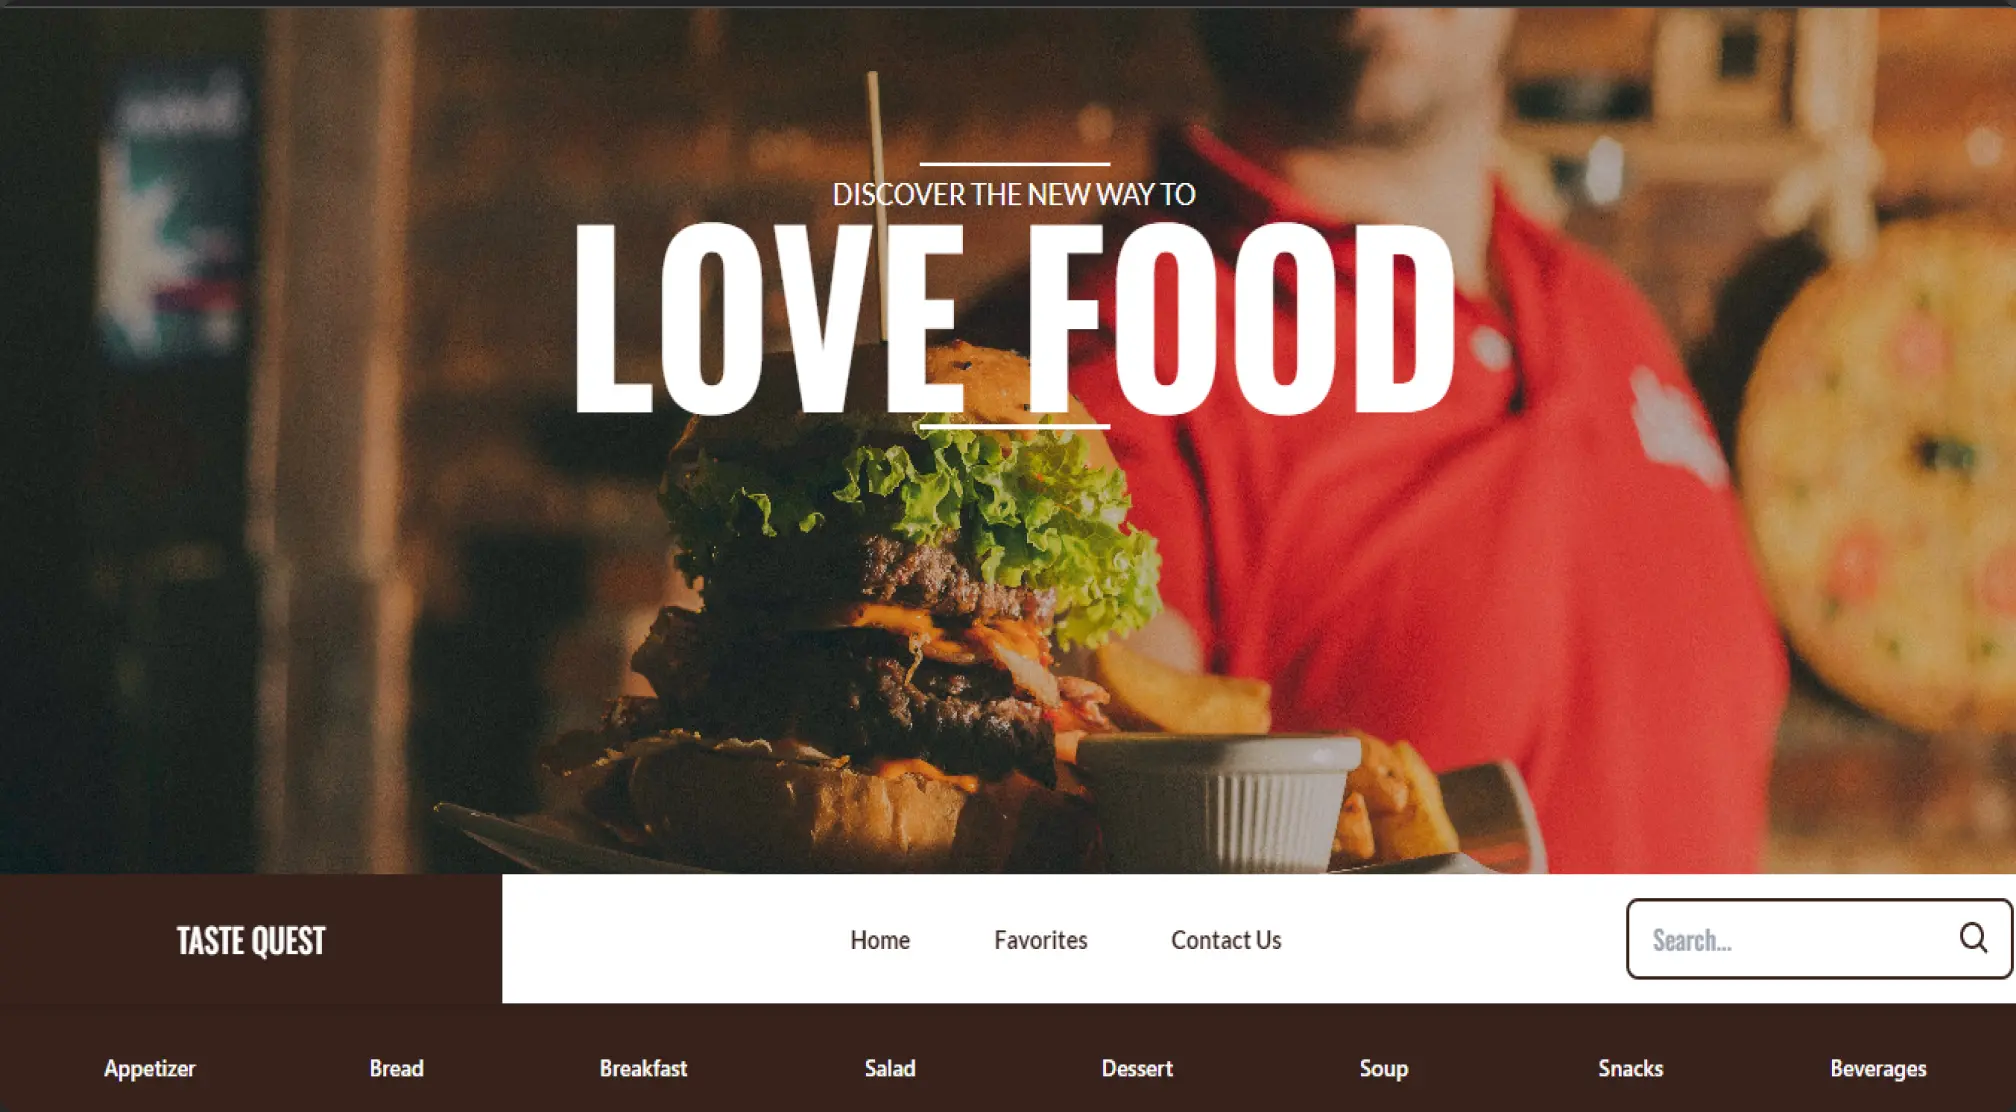 DISCOVER THE NEW WAY TO
LOVE FOOD
TASTE QUEST
Home Favorites Contact Us
Search...
Appetizer Bread Breakfast Salad Dessert Soup Snacks Beverages